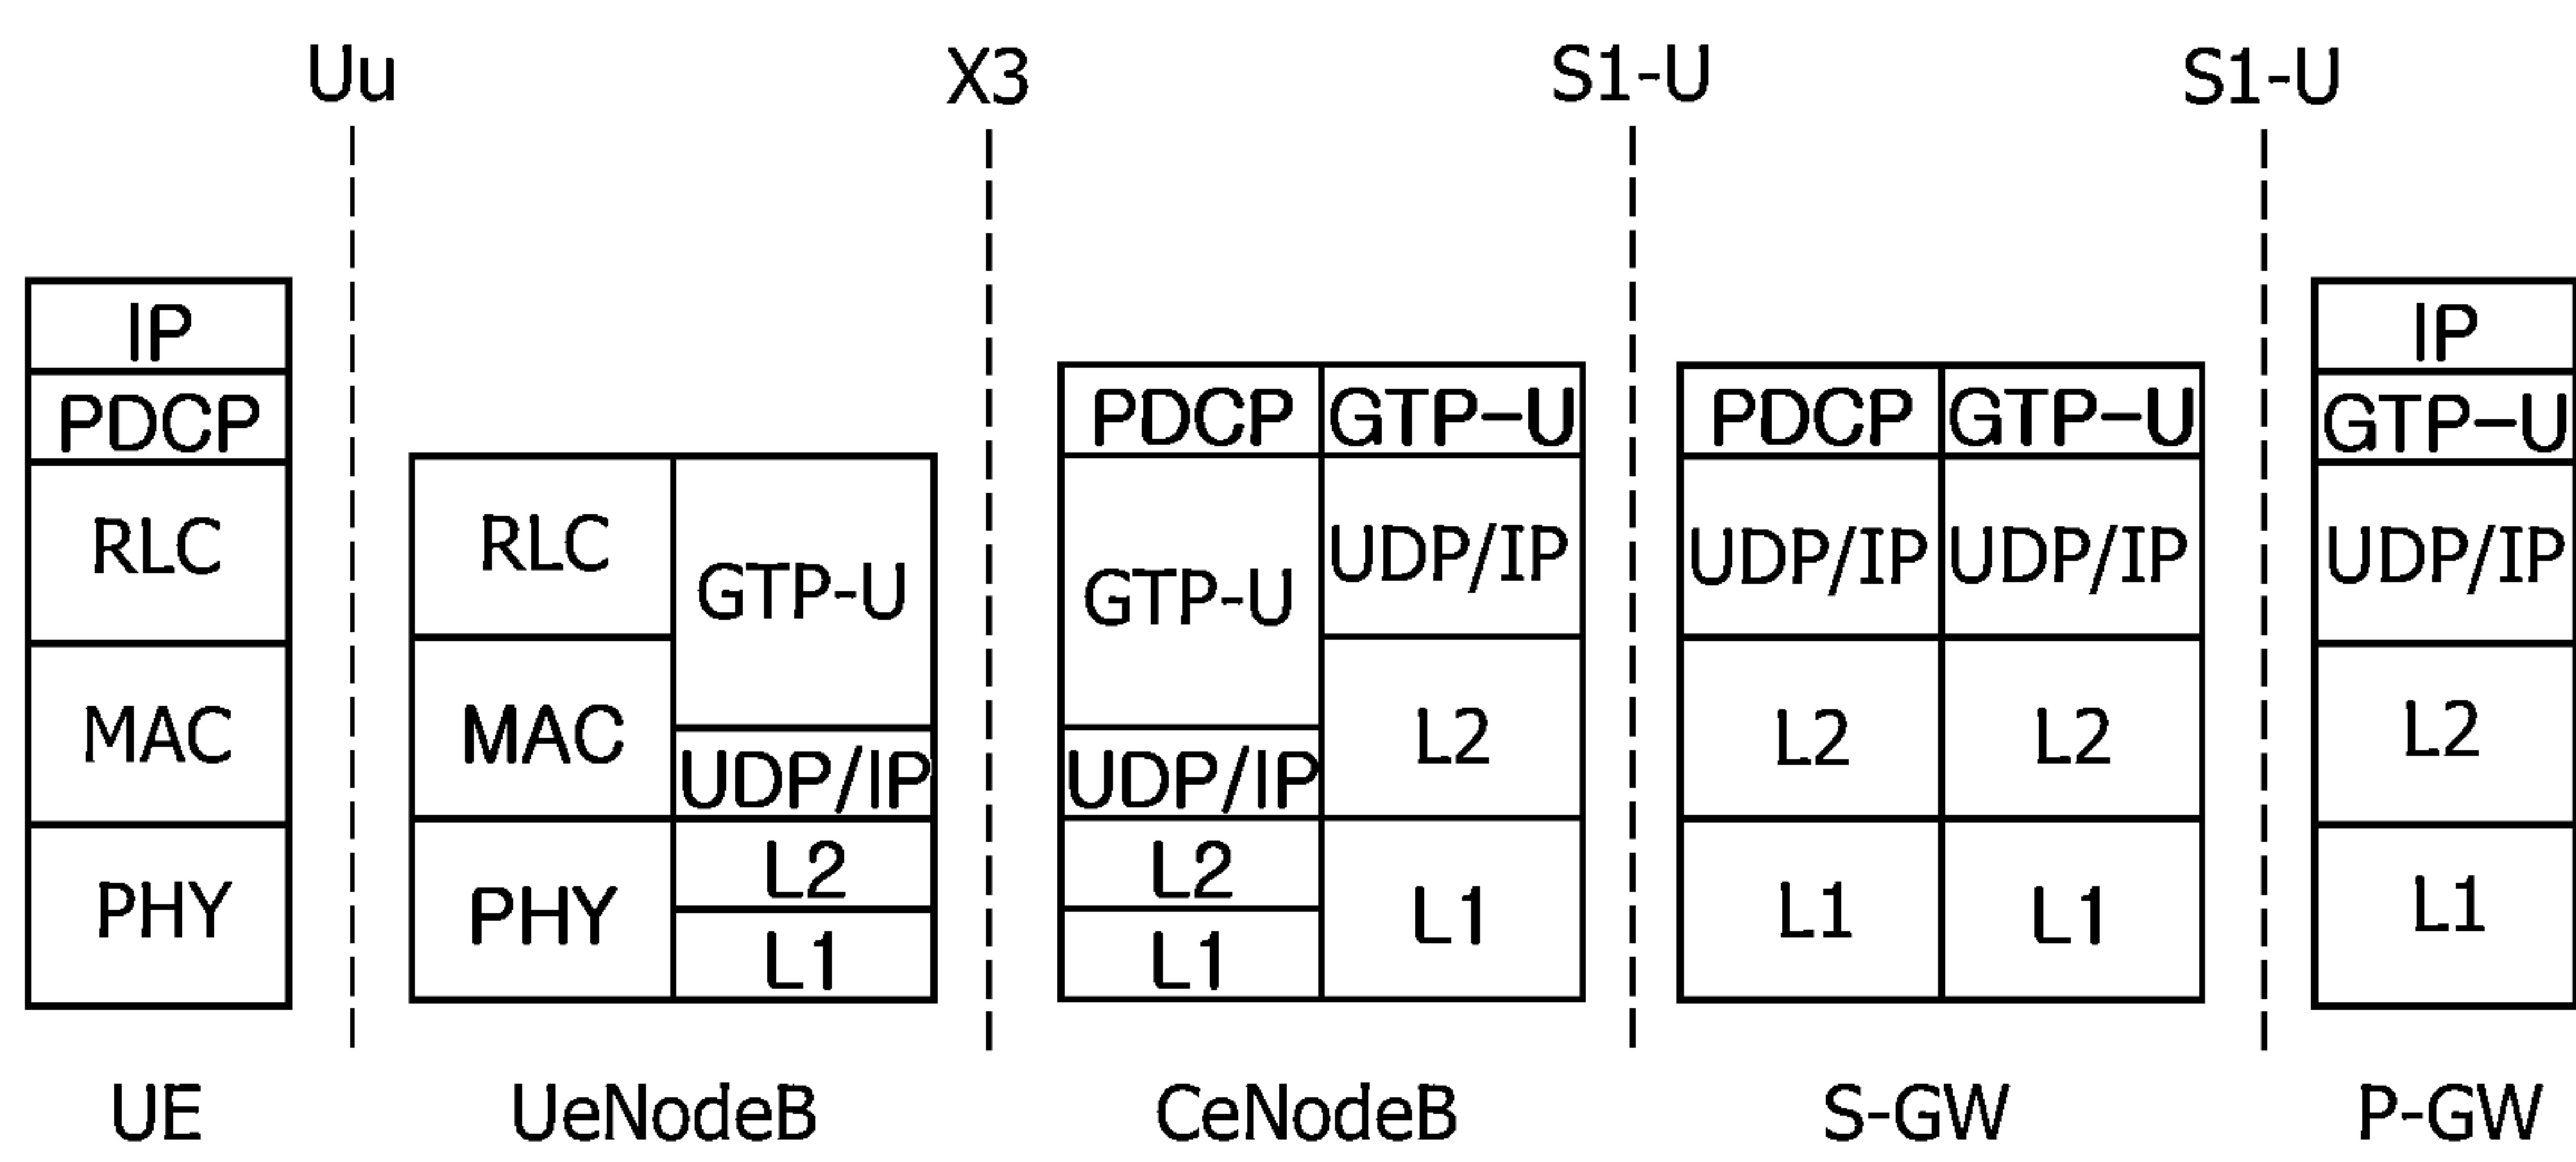 Uu X3 S1-U S1-U
IP
PDCP
RLC
MAC
PHY
UE
RLC
MAC
PHY
GTP-U
UDP/IP
L2
L1
UeNodeB
PDCP
GTP-U
UDP/IP
L2
L1
GTP-U
UDP/IP
L2
L1
CeNodeB
PDCP
UDP/IP
L2
L1
GTP-U
UDP/IP
L2
L1
S-GW
IP
GTP-U
UDP/IP
L2
L1
P-GW